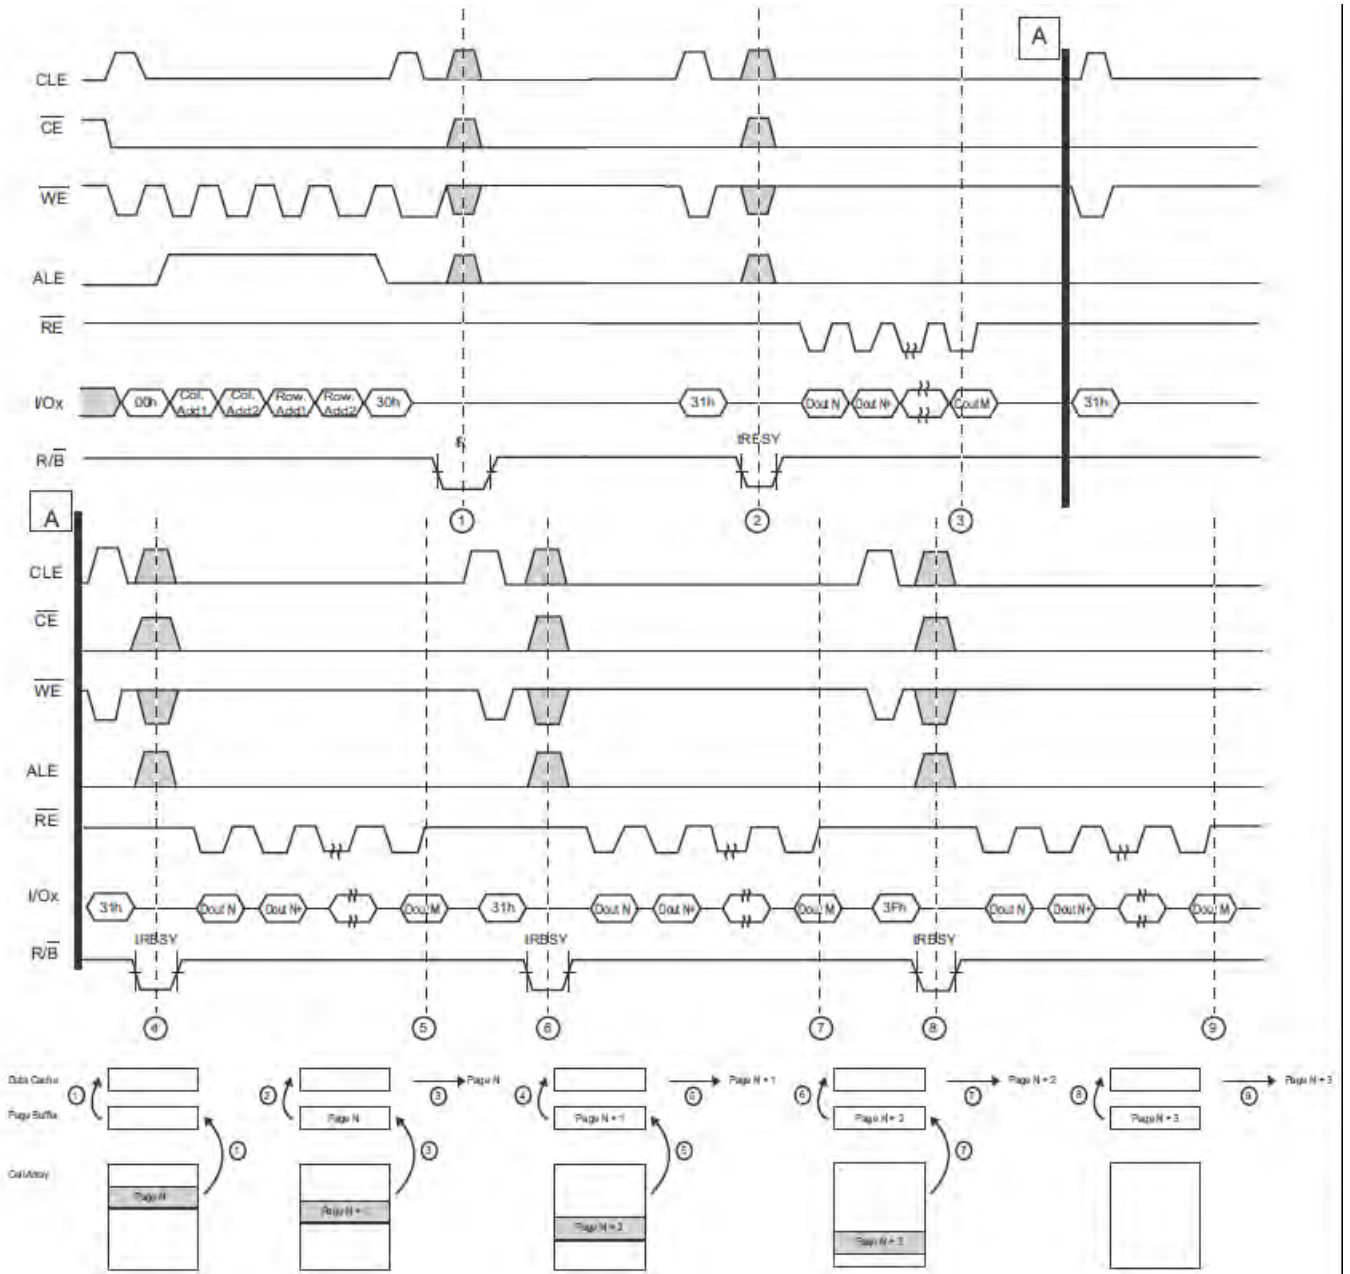 A
CLE
CE
WE
ALE
RE
I/Ox 00h Col. Add1 Col. Add2 Row. Add1 Row. Add2 30h 31h Dout N Dout N+ Dout M 31h
tRBSY
R/B
1 2 3
A
CLE
CE
WE
ALE
RE
I/Ox 31h Dout N Dout N+ Dout M 31h Dout N Dout N+ Dout M 3Fh Dout N Dout N+ Dout M
tRBSY tRBSY tRBSY
R/B
4 5 6 7 8 9
Data Cache 1 2 3 Page N 4 5 Page N + 1 6 7 Page N + 2 8 9 Page N + 3
Page Buffer Page N Page N + 1 Page N + 2 Page N + 3
3 5 7
Cell Array
Page N Page N + 1 Page N + 2 Page N + 3